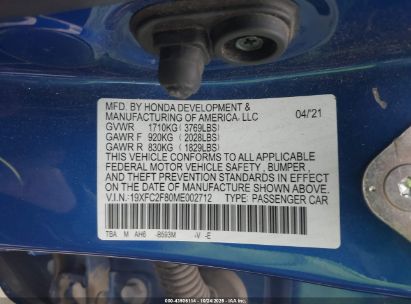 MFD. BY HONDA DEVELOPMENT &
MANUFACTURING OF AMERICA, LLC 04/'21
GVWR 1710KG (3769LBS)
GAWR F 920KG (2028LBS)
GAWR R 830KG (1829LBS)
THIS VEHICLE CONFORMS TO ALL APPLICABLE
FEDERAL MOTOR VEHICLE SAFETY, BUMPER,
AND THEFT PREVENTION STANDARDS IN EFFECT ON THE
DATE OF MANUFACTURE SHOWN ABOVE.
V.I.N.: 19XFC2F80ME002712 TYPE: PASSENGER CAR
TBA M AH6 -B593M -V -E